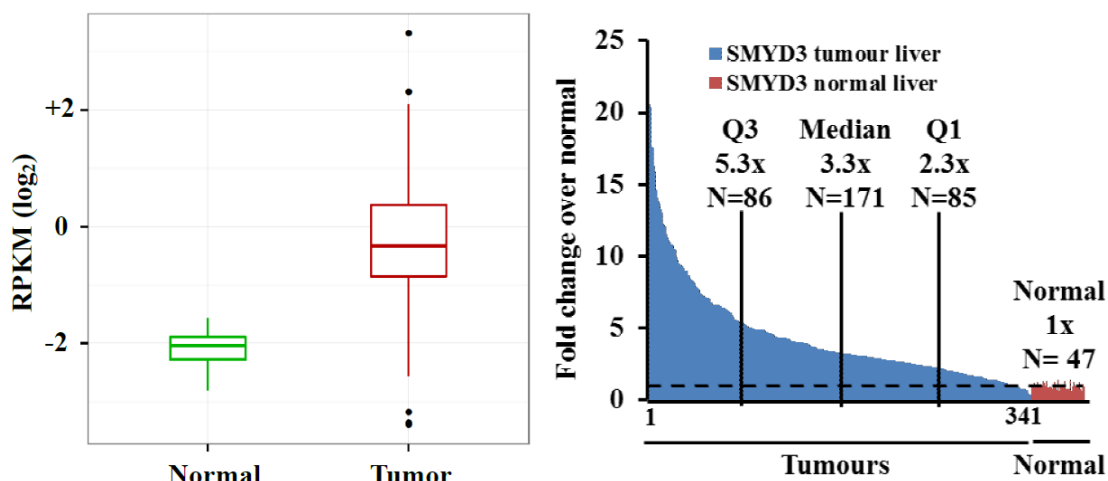 RPKM (log2)
+2
0
-2
Normal
Tumor
Fold change over normal
25
20
15
10
5
0
SMYD3 tumour liver
SMYD3 normal liver
Q3
5.3x
N=86
Median
3.3x
N=171
Q1
2.3x
N=85
Normal
1x
N= 47
1
341
Tumours
Normal